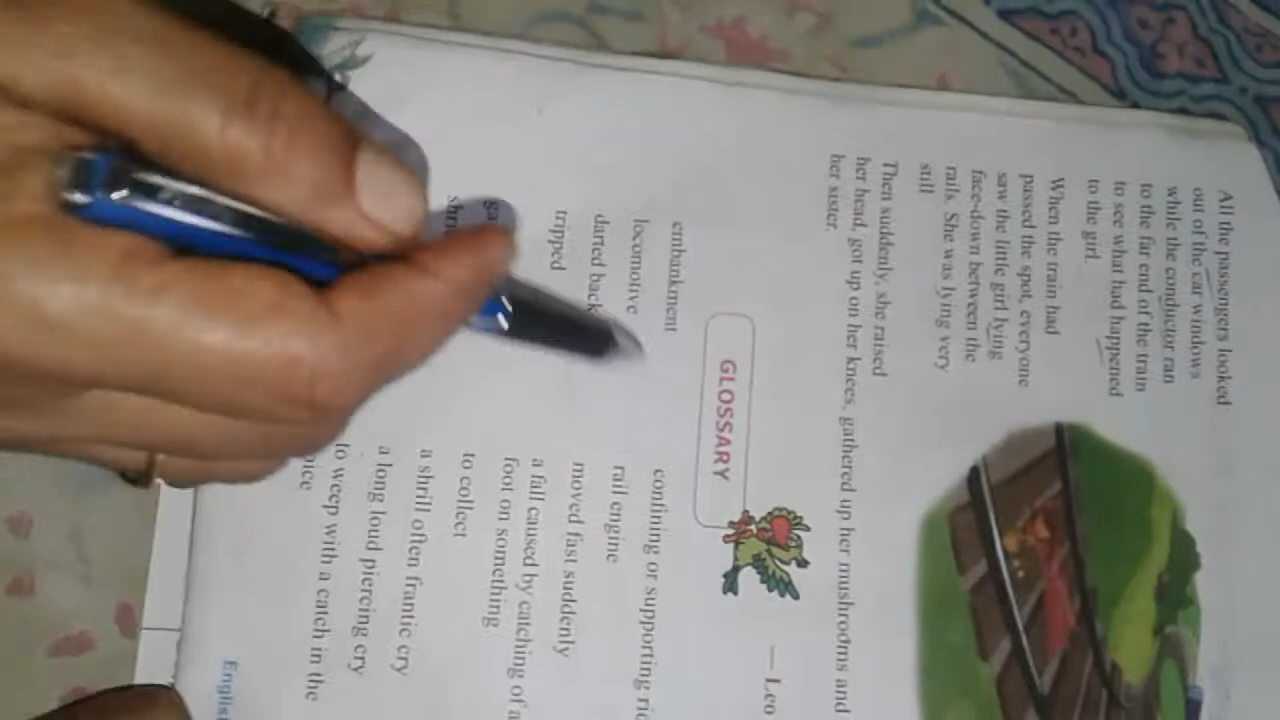 All the passengers looked
out of the car windows
while the conductor ran
to the far end of the train
to see what had happened
to the girl.
When the train had
passed the spot, everyone
saw the little girl lying
face-down between the
rails. She was lying very
still
Then suddenly, she raised
her head, got up on her knees, gathered up her mushrooms and
her sister.
— Leo
GLOSSARY
embankment confining or supporting
locomotive rail engine
darted back moved fast suddenly
tripped a fall caused by catching of
foot on something
to collect
a shrill often frantic cry
a long loud piercing cry
to weep with a catch in the